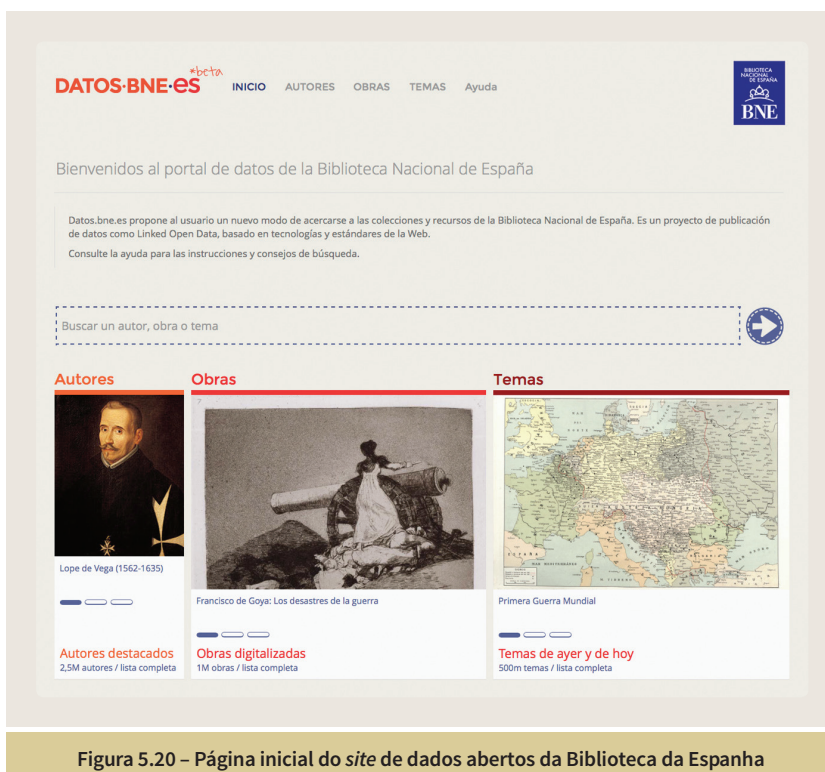 *beta
DATOS·BNE·es
INICIO AUTORES OBRAS TEMAS Ayuda
BIBLIOTECA
NACIONAL
DE ESPAÑA
BNE
Bienvenidos al portal de datos de la Biblioteca Nacional de España
Datos.bne.es propone al usuario un nuevo modo de acercarse a las colecciones y recursos de la Biblioteca Nacional de España. Es un proyecto de publicación
de datos como Linked Open Data, basado en tecnologías y estándares de la Web.
Consulte la ayuda para las instrucciones y consejos de búsqueda.
Buscar un autor, obra o tema
Autores
Lope de Vega (1562-1635)
Autores destacados
2,5M autores / lista completa
Obras
Francisco de Goya: Los desastres de la guerra
Obras digitalizadas
1M obras / lista completa
Temas
Primera Guerra Mundial
Temas de ayer y de hoy
500m temas / lista completa
Figura 5.20 – Página inicial do site de dados abertos da Biblioteca da Espanha